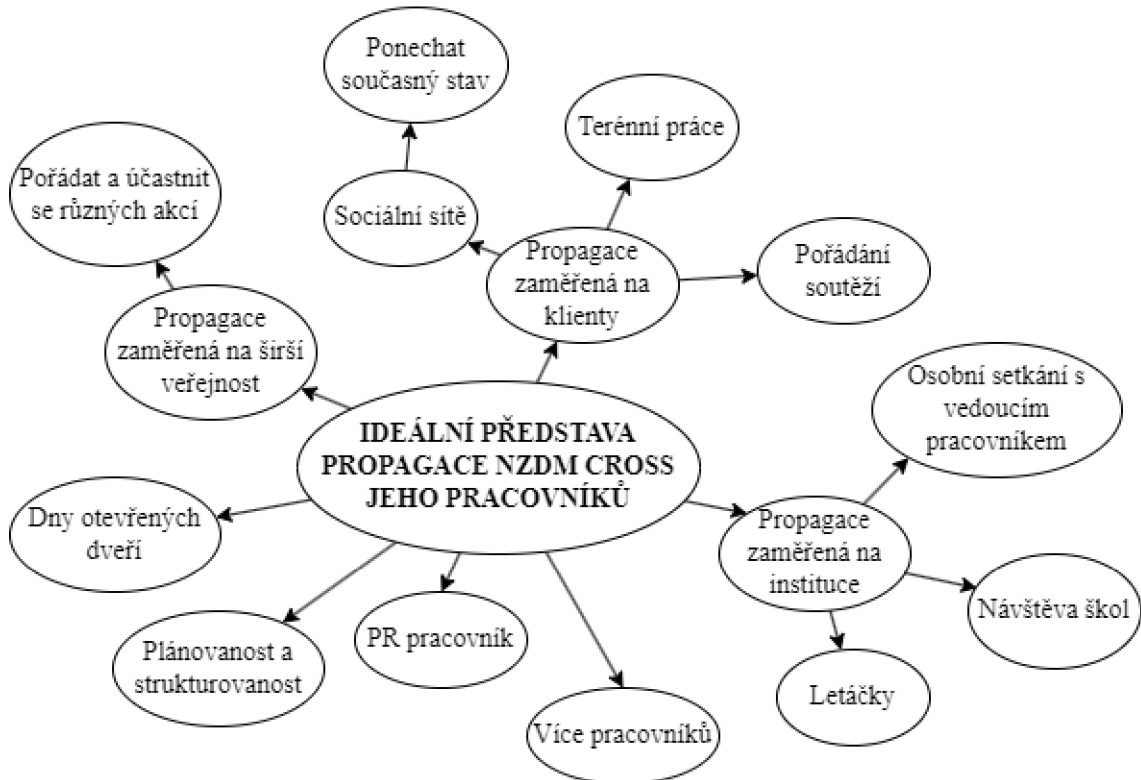 Ponechat
současný stav
Terénní práce
Pořádat a účastnit
se různých akcí
Sociální sítě
Propagace
zaměřená na
klienty
Pořádání
soutěží
Propagace
zaměřená na širší
veřejnost
Osobní setkání s
vedoucím
pracovníkem
IDEÁLNÍ PŘEDSTAVA
PROPAGACE NZDM CROSS
JEHO PRACOVNÍKŮ
Dny otevřených
dveří
Propagace
zaměřená na
instituce
Návštěva škol
PR pracovník
Plánovanost a
strukturovanost
Letáčky
Více pracovníků